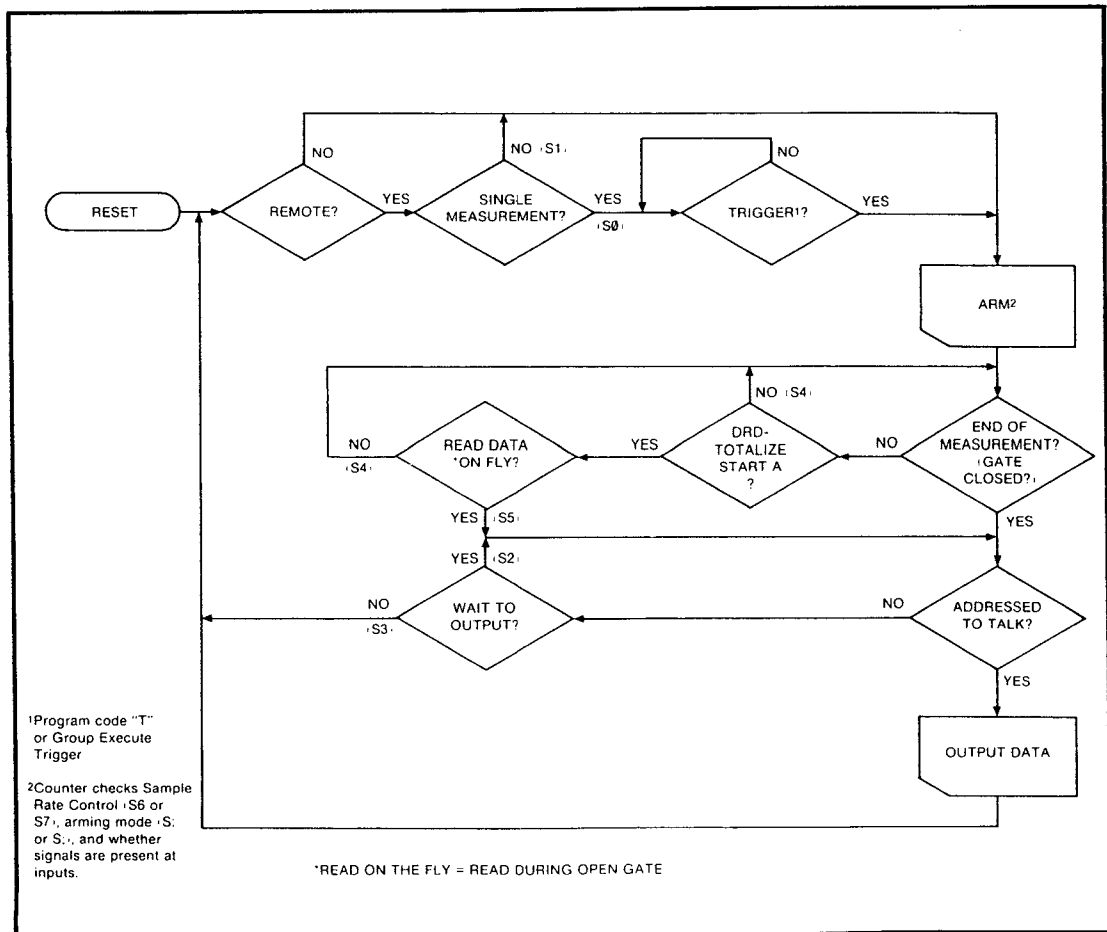 NO
NO (S1)
NO
RESET
REMOTE?
YES
SINGLE
MEASUREMENT?
YES
(SØ)
TRIGGER¹?
YES
ARM²
NO (S4)
NO
(S4)
READ DATA
*ON FLY?
YES
DRD-
TOTALIZE
START A
?
NO
END OF
MEASUREMENT?
(GATE
CLOSED?)
YES (S5)
YES
YES (S2)
NO
(S3)
WAIT TO
OUTPUT?
NO
ADDRESSED
TO TALK?
YES
OUTPUT DATA
¹Program code "T"
or Group Execute
Trigger
²Counter checks Sample
Rate Control (S6 or
S7), arming mode (S:
or S;), and whether
signals are present at
inputs.
*READ ON THE FLY = READ DURING OPEN GATE